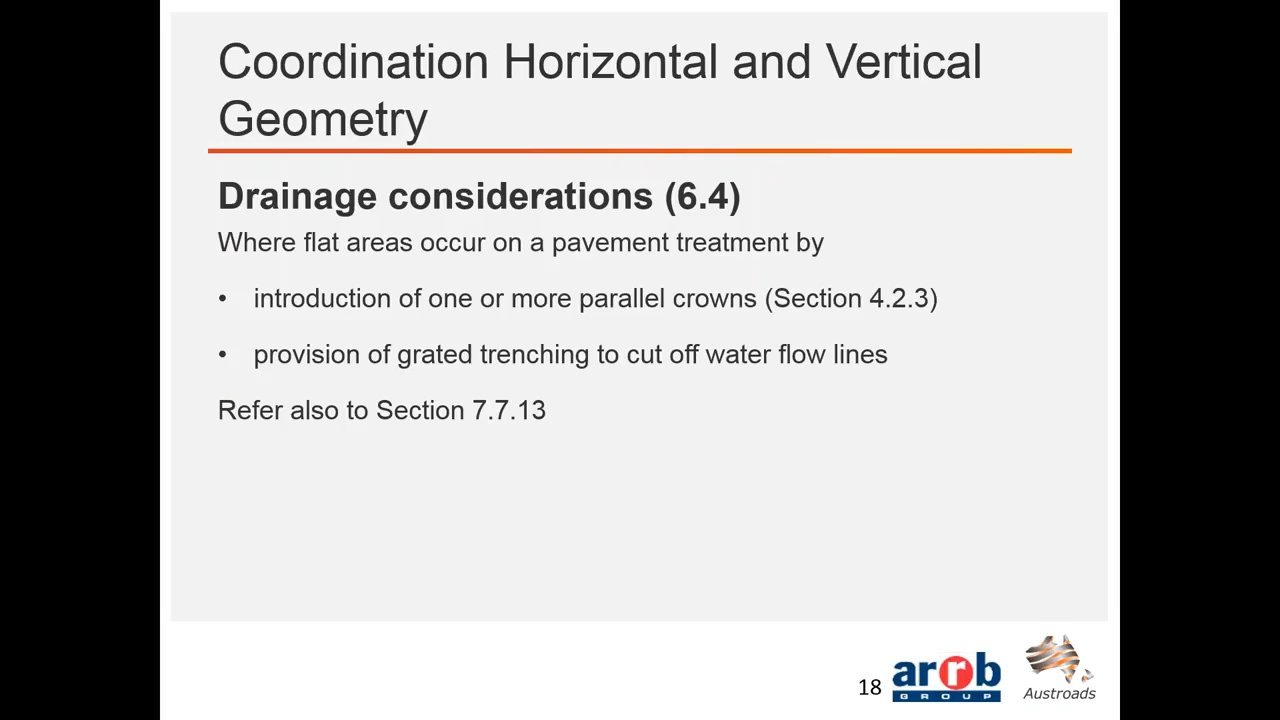 Coordination Horizontal and Vertical
Geometry
Drainage considerations (6.4)
Where flat areas occur on a pavement treatment by
• introduction of one or more parallel crowns (Section 4.2.3)
• provision of grated trenching to cut off water flow lines
Refer also to Section 7.7.13
18
arrb
GROUP
Austroads